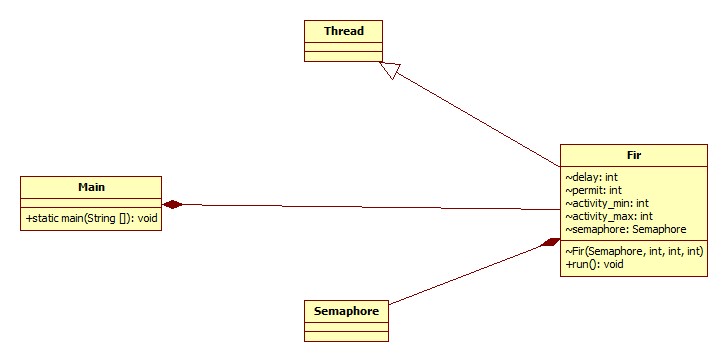 Thread
Fir
~delay: int
~permit: int
~activity_min: int
~activity_max: int
~semaphore: Semaphore
~Fir(Semaphore, int, int, int)
+run(): void
Main
+static main(String []): void
Semaphore